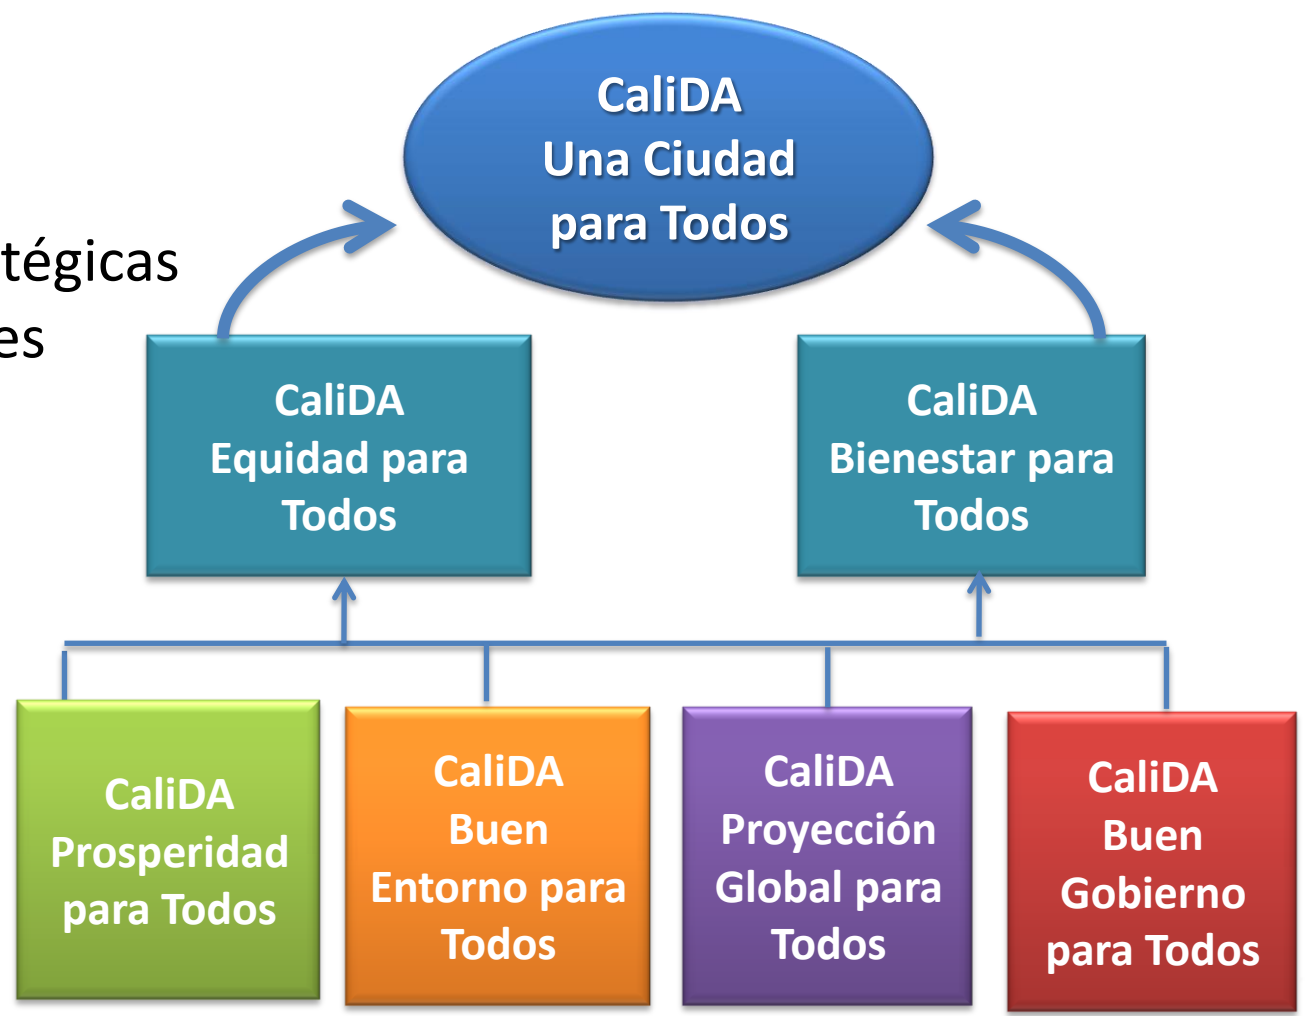 CaliDA
Una Ciudad
para Todos
tégicas
es
CaliDA
Equidad para
Todos
CaliDA
Bienestar para
Todos
CaliDA
Prosperidad
para Todos
CaliDA
Buen
Entorno para
Todos
CaliDA
Proyección
Global para
Todos
CaliDA
Buen
Gobierno
para Todos